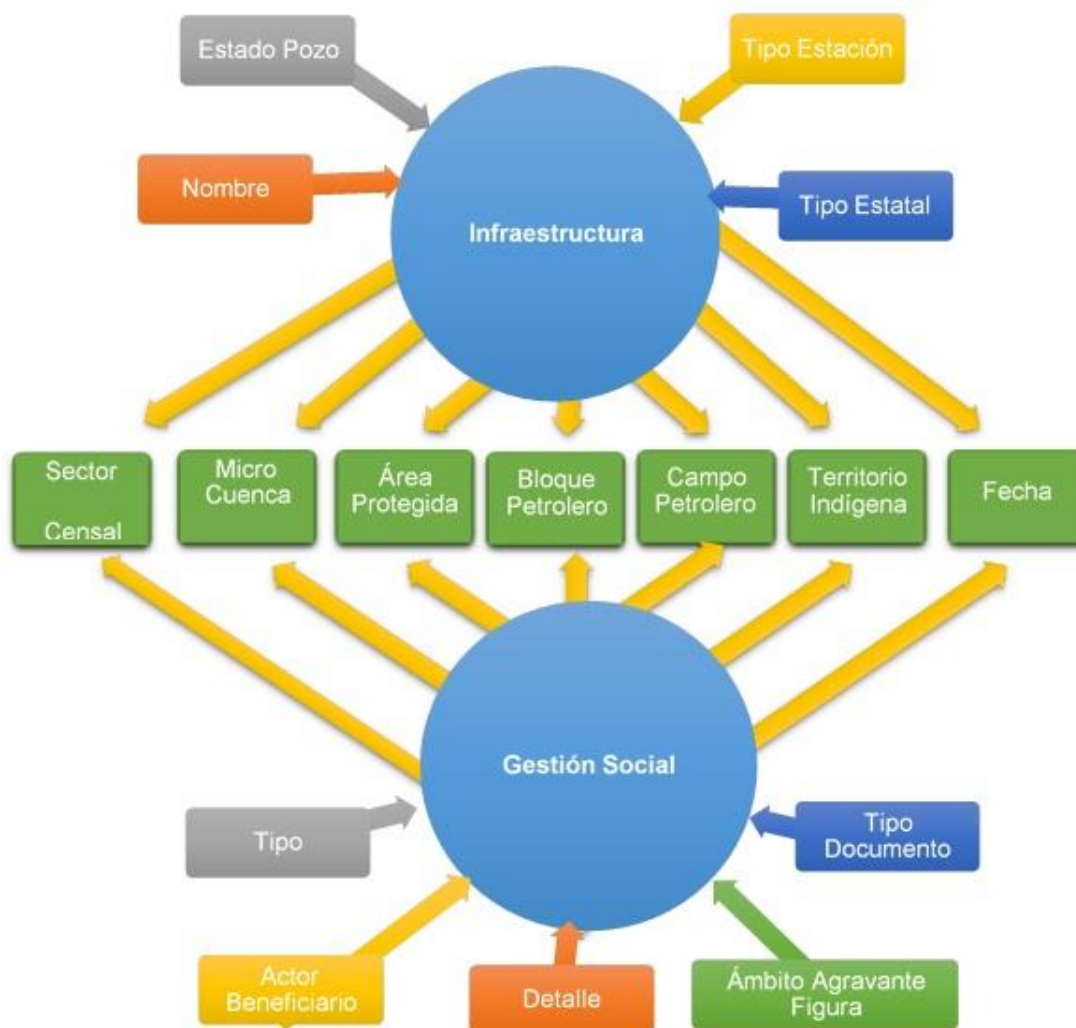 Estado Pozo
Tipo Estación
Nombre
Tipo Estatal
Infraestructura
Sector
Censal
Micro
Cuenca
Área
Protegida
Bloque
Petrolero
Campo
Petrolero
Territorio
Indígena
Fecha
Gestión Social
Tipo
Tipo
Documento
Actor
Beneficiario
Detalle
Ámbito Agravante
Figura